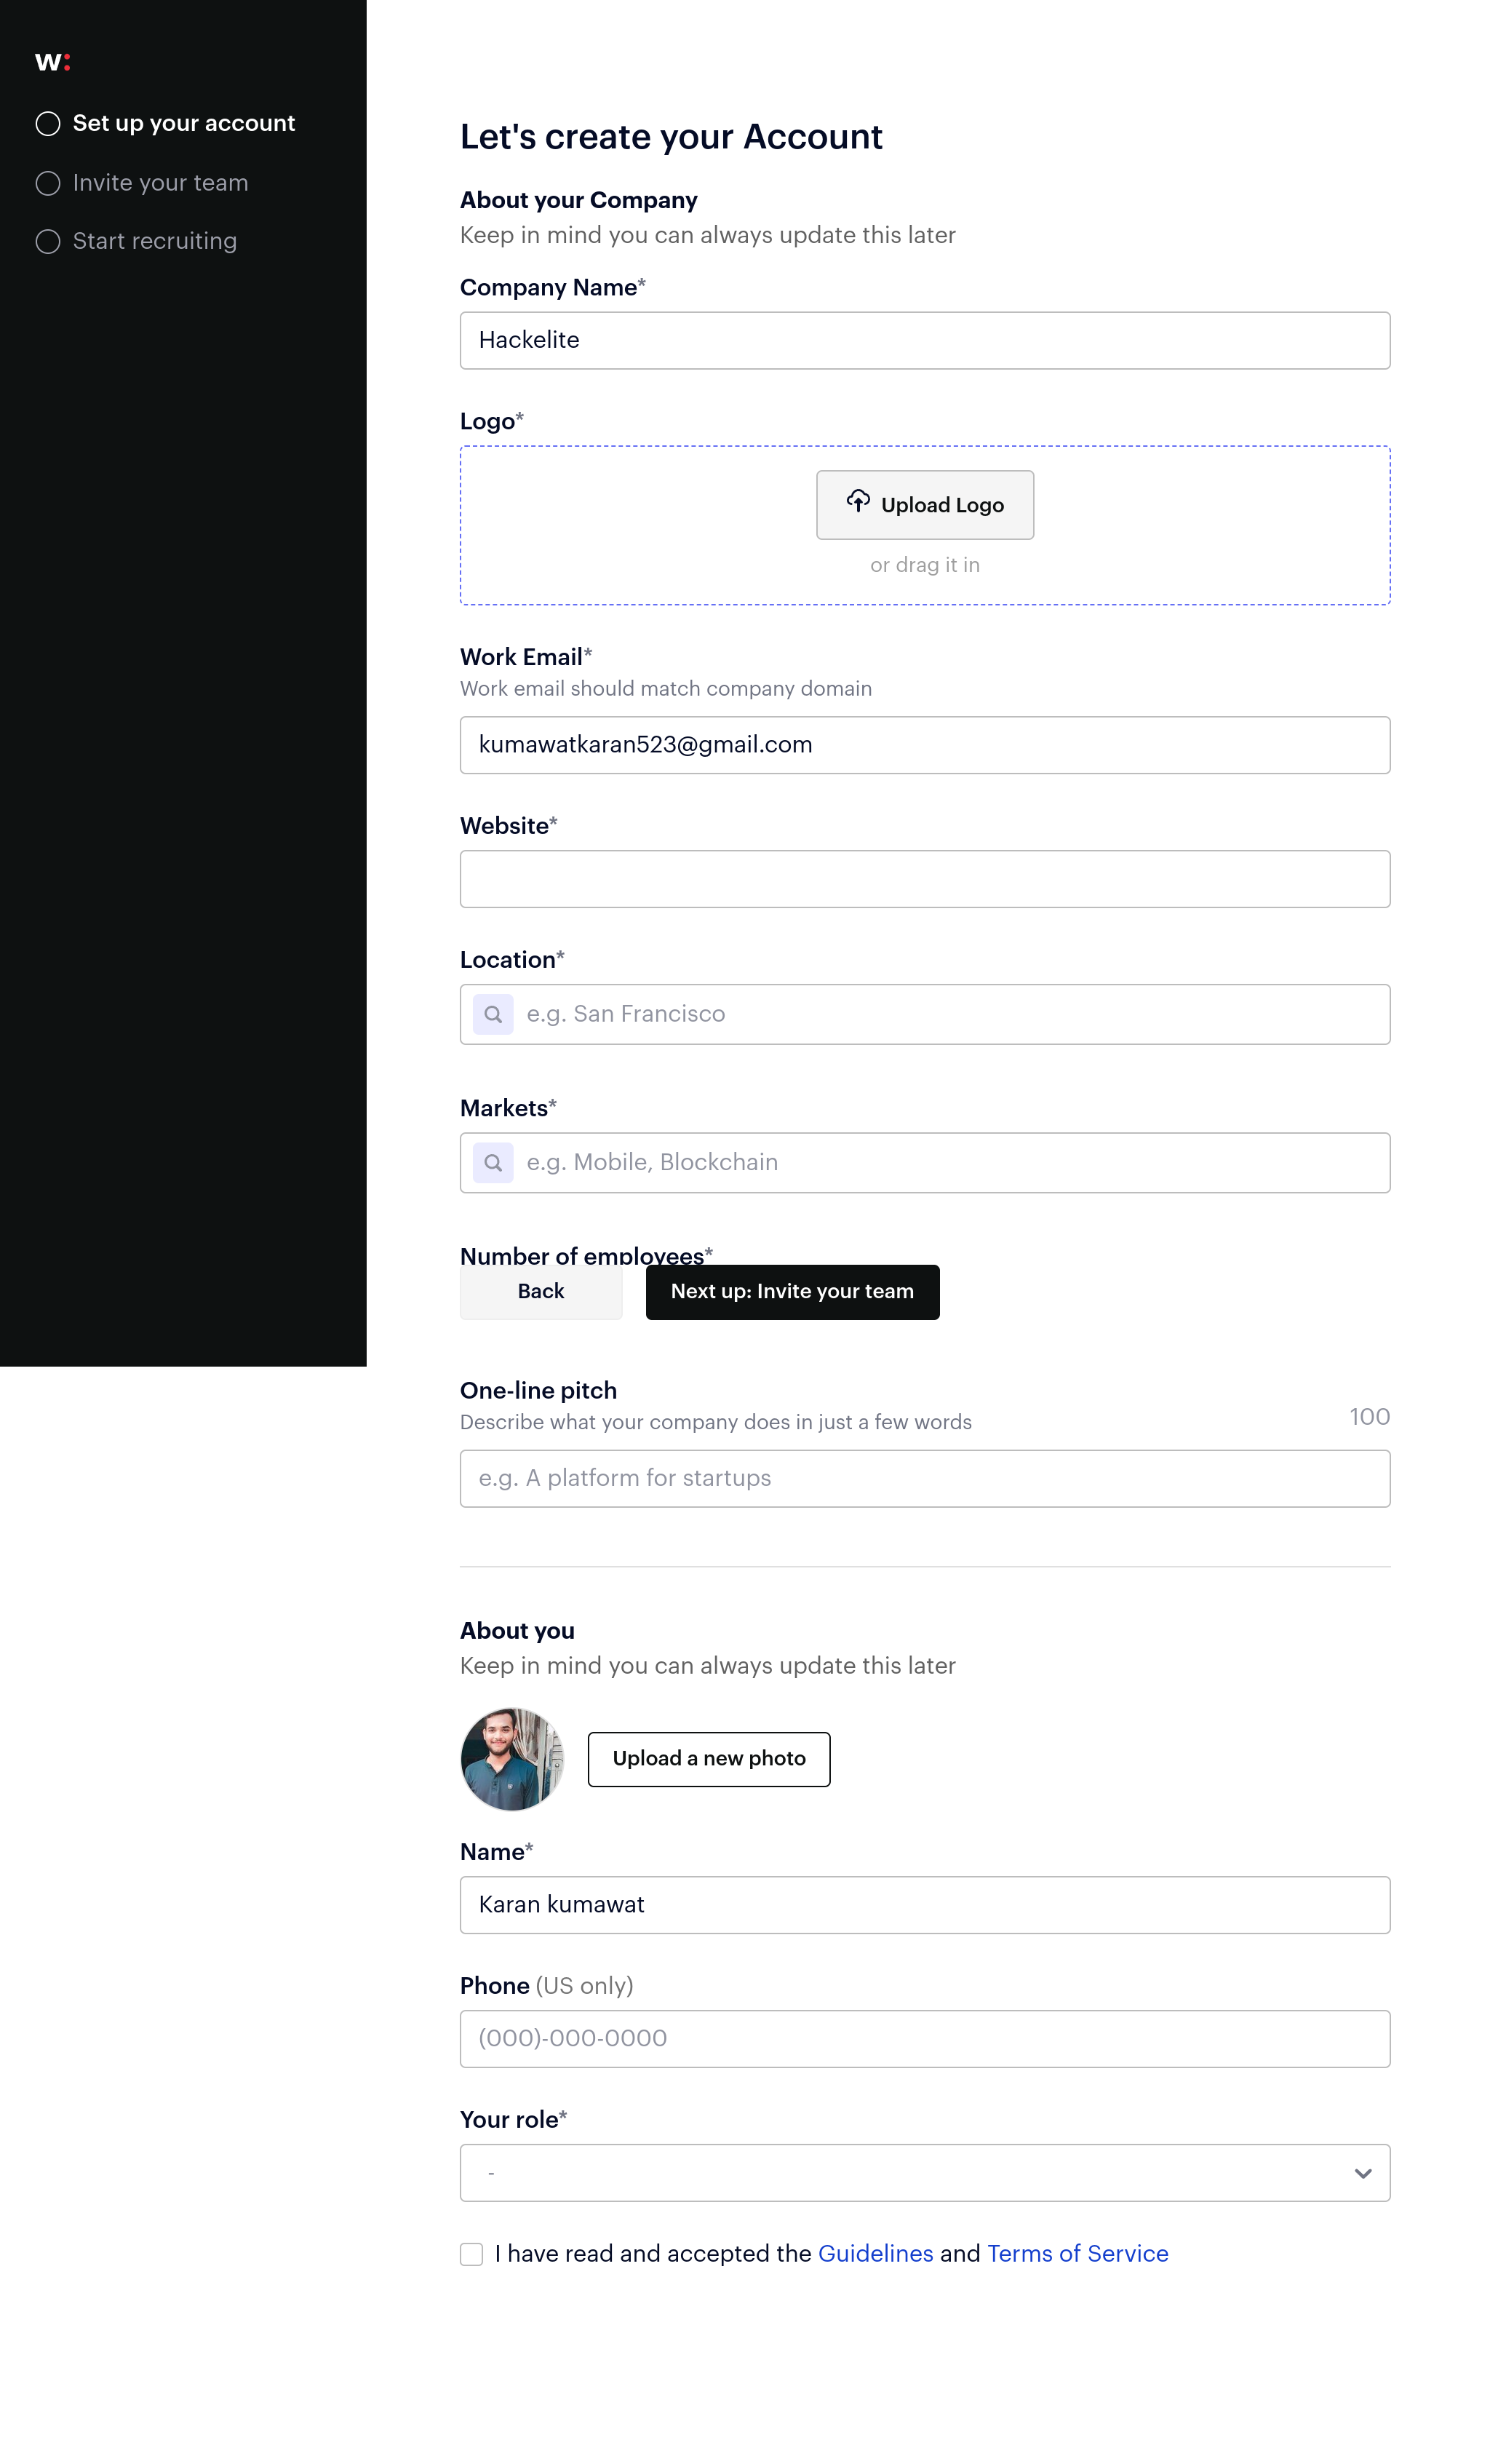 w:
Set up your account
Invite your team
Start recruiting
Let's create your Account
About your Company
Keep in mind you can always update this later
Company Name*
Hackelite
Logo*
Upload Logo
or drag it in
Work Email*
Work email should match company domain
kumawatkaran523@gmail.com
Website*
Location*
e.g. San Francisco
Markets*
e.g. Mobile, Blockchain
Number of employees*
Back Next up: Invite your team
One-line pitch
Describe what your company does in just a few words 100
e.g. A platform for startups
About you
Keep in mind you can always update this later
Upload a new photo
Name*
Karan kumawat
Phone (US only)
(000)-000-0000
Your role*
-
I have read and accepted the Guidelines and Terms of Service